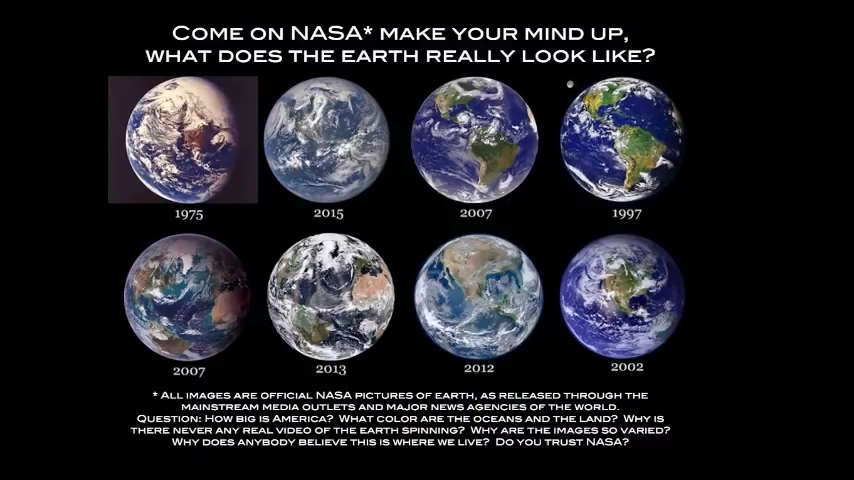 Come on NASA* make your mind up,
what does the earth really look like?
1975
2015
2007
1997
2007
2013
2012
2002
* All images are official NASA pictures of earth, as released through the
mainstream media outlets and major news agencies of the world.
Question: How big is America? What color are the oceans and the land? Why is
there never any real video of the earth spinning? Why are the images so varied?
Why does anybody believe this is where we live? Do you trust NASA?